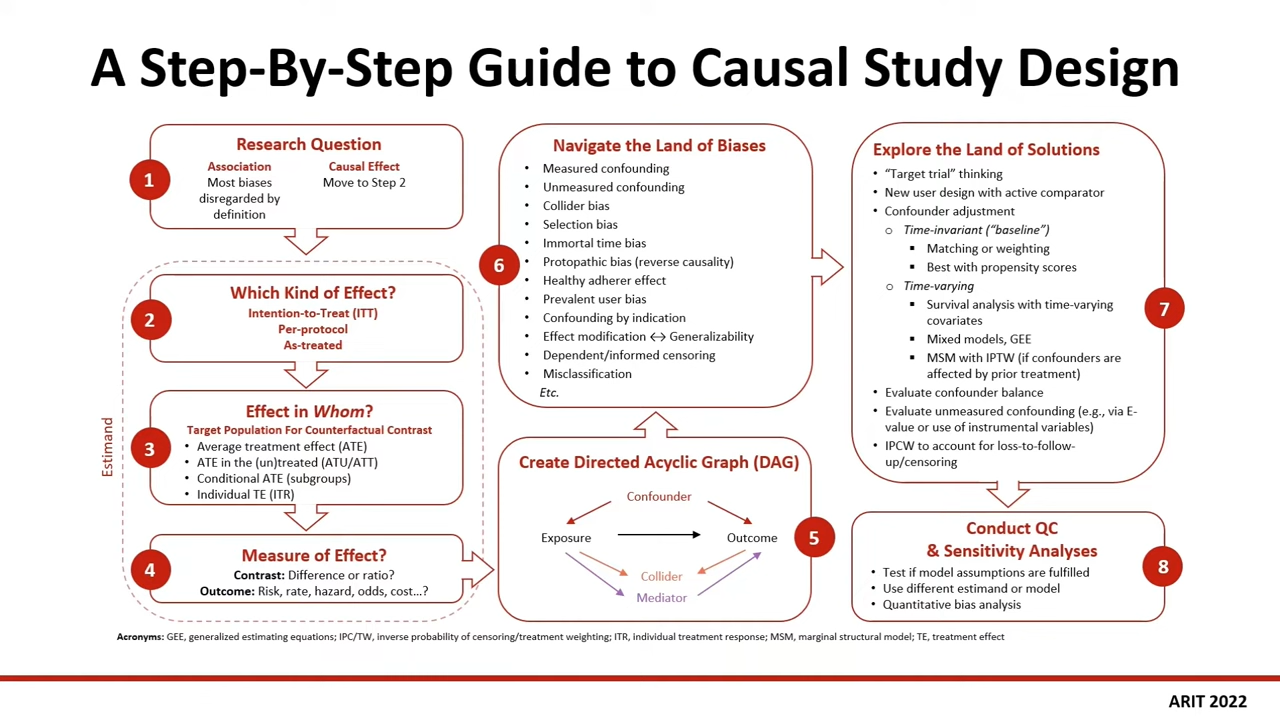 A Step-By-Step Guide to Causal Study Design
1
Research Question
Association
Most biases
disregarded by
definition
Causal Effect
Move to Step 2
Estimand
2
Which Kind of Effect?
Intention-to-Treat (ITT)
Per-protocol
As-treated
3
Effect in Whom?
Target Population For Counterfactual Contrast
• Average treatment effect (ATE)
• ATE in the (un)treated (ATU/ATT)
• Conditional ATE (subgroups)
• Individual TE (ITR)
4
Measure of Effect?
Contrast: Difference or ratio?
Outcome: Risk, rate, hazard, odds, cost…?
5
Create Directed Acyclic Graph (DAG)
Confounder
Exposure
Outcome
Collider
Mediator
6
Navigate the Land of Biases
• Measured confounding
• Unmeasured confounding
• Collider bias
• Selection bias
• Immortal time bias
• Protopathic bias (reverse causality)
• Healthy adherer effect
• Prevalent user bias
• Confounding by indication
• Effect modification ↔ Generalizability
• Dependent/informed censoring
• Misclassification
Etc.
7
Explore the Land of Solutions
• “Target trial” thinking
• New user design with active comparator
• Confounder adjustment
o Time-invariant (“baseline”)
▪ Matching or weighting
▪ Best with propensity scores
o Time-varying
▪ Survival analysis with time-varying
covariates
▪ Mixed models, GEE
▪ MSM with IPTW (if confounders are
affected by prior treatment)
• Evaluate confounder balance
• Evaluate unmeasured confounding (e.g., via E-
value or use of instrumental variables)
• IPCW to account for loss-to-follow-
up/censoring
8
Conduct QC
& Sensitivity Analyses
• Test if model assumptions are fulfilled
• Use different estimand or model
• Quantitative bias analysis
Acronyms: GEE, generalized estimating equations; IPC/TW, inverse probability of censoring/treatment weighting; ITR, individual treatment response; MSM, marginal structural model; TE, treatment effect
ARIT 2022